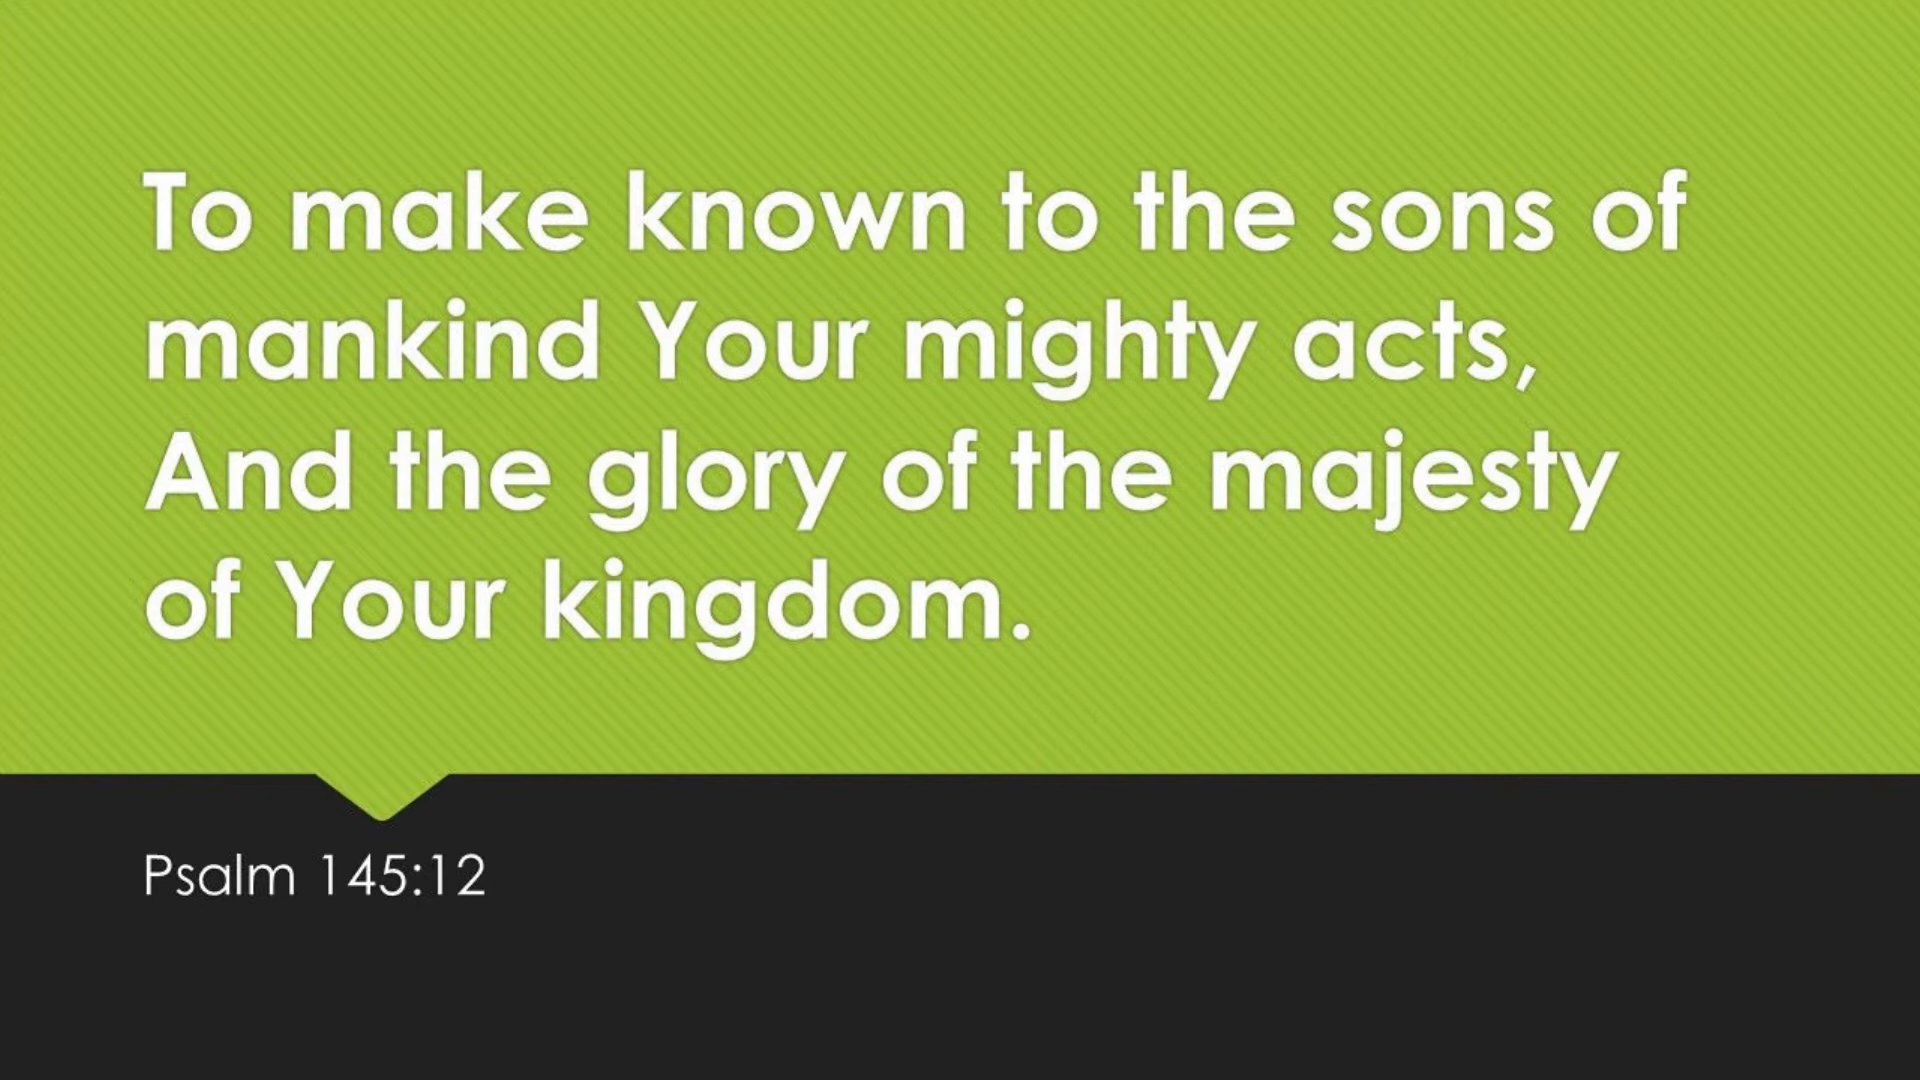 To make known to the sons of
mankind Your mighty acts,
And the glory of the majesty
of Your kingdom.
Psalm 145:12